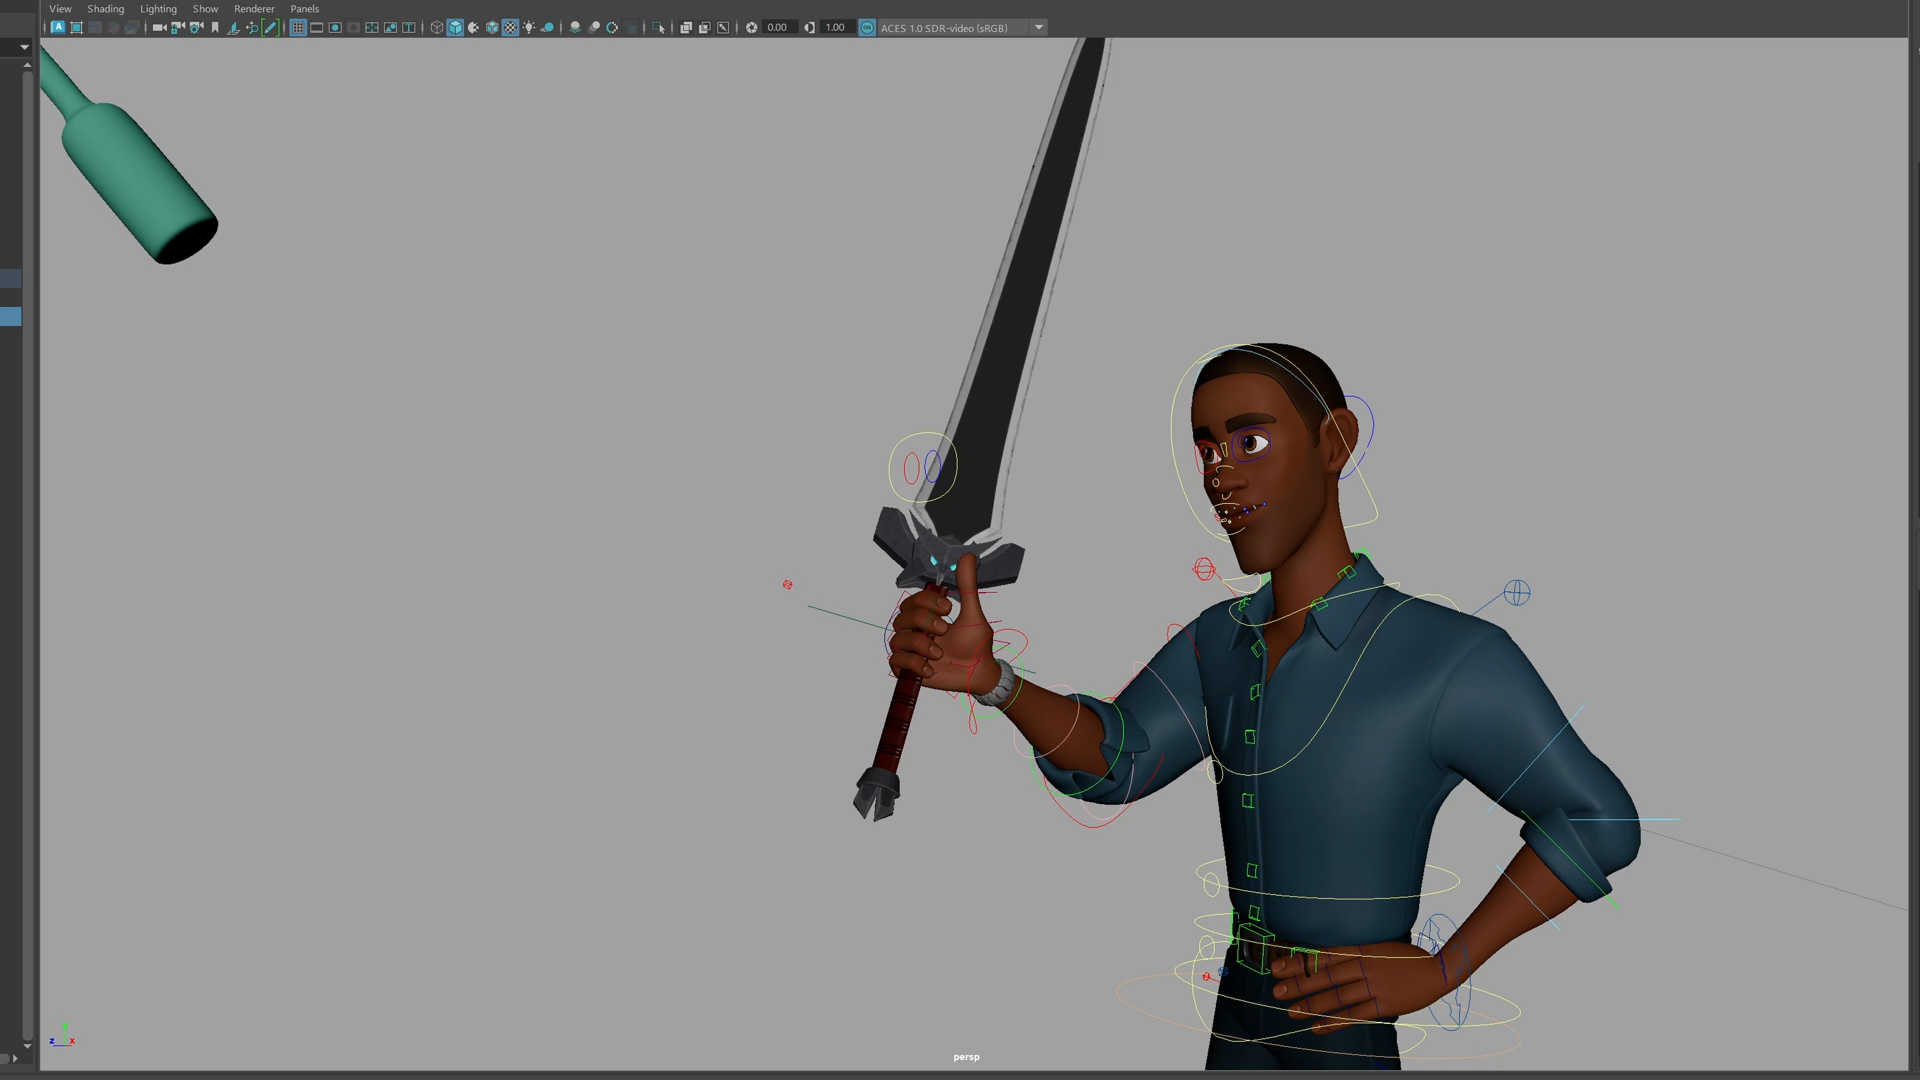 View Shading Lighting Show Renderer Panels
A 0.00 1.00 ACES 1.0 SDR-video (sRGB)
y
z x
persp